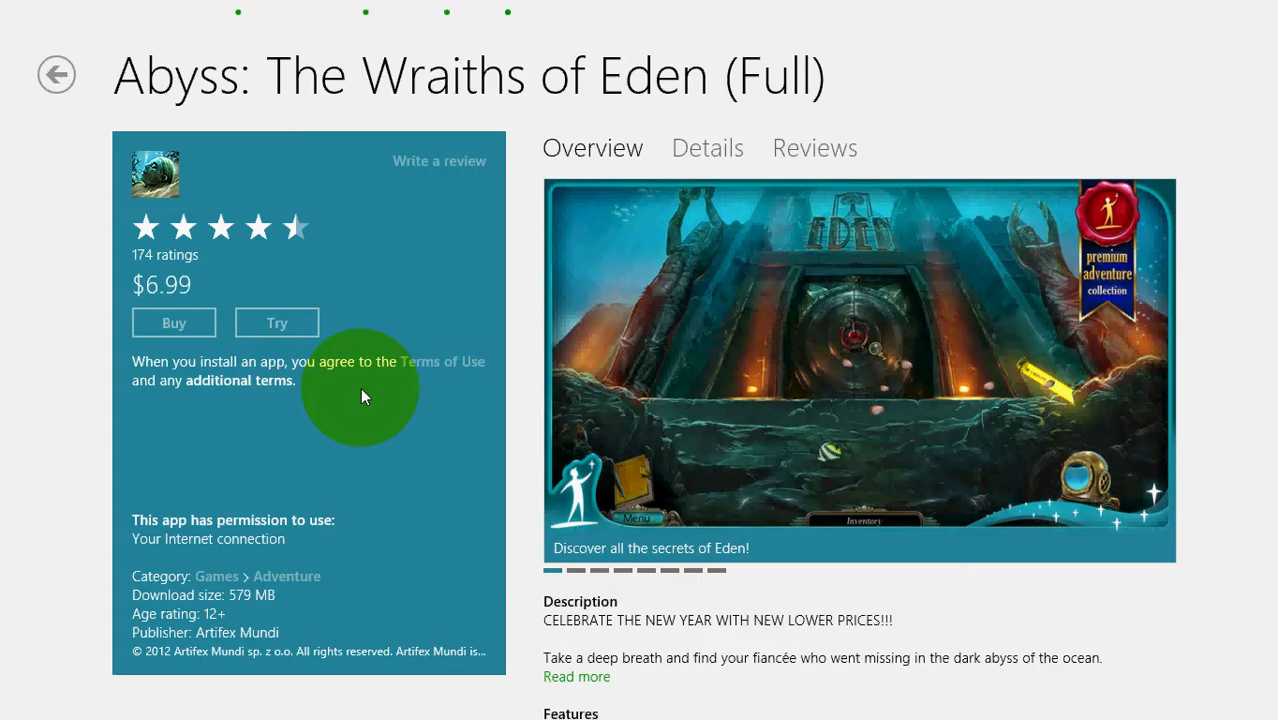 Abyss: The Wraiths of Eden (Full)
Write a review
174 ratings
$6.99
Buy
Try
When you install an app, you agree to the Terms of Use
and any additional terms.
This app has permission to use:
Your Internet connection
Category: Games > Adventure
Download size: 579 MB
Age rating: 12+
Publisher: Artifex Mundi
© 2012 Artifex Mundi sp. z o.o. All rights reserved. Artifex Mundi is...
Overview Details Reviews
EDEN
premium
adventure
collection
Menu
Inventory
Discover all the secrets of Eden!
Description
CELEBRATE THE NEW YEAR WITH NEW LOWER PRICES!!!
Take a deep breath and find your fiancée who went missing in the dark abyss of the ocean.
Read more
Features